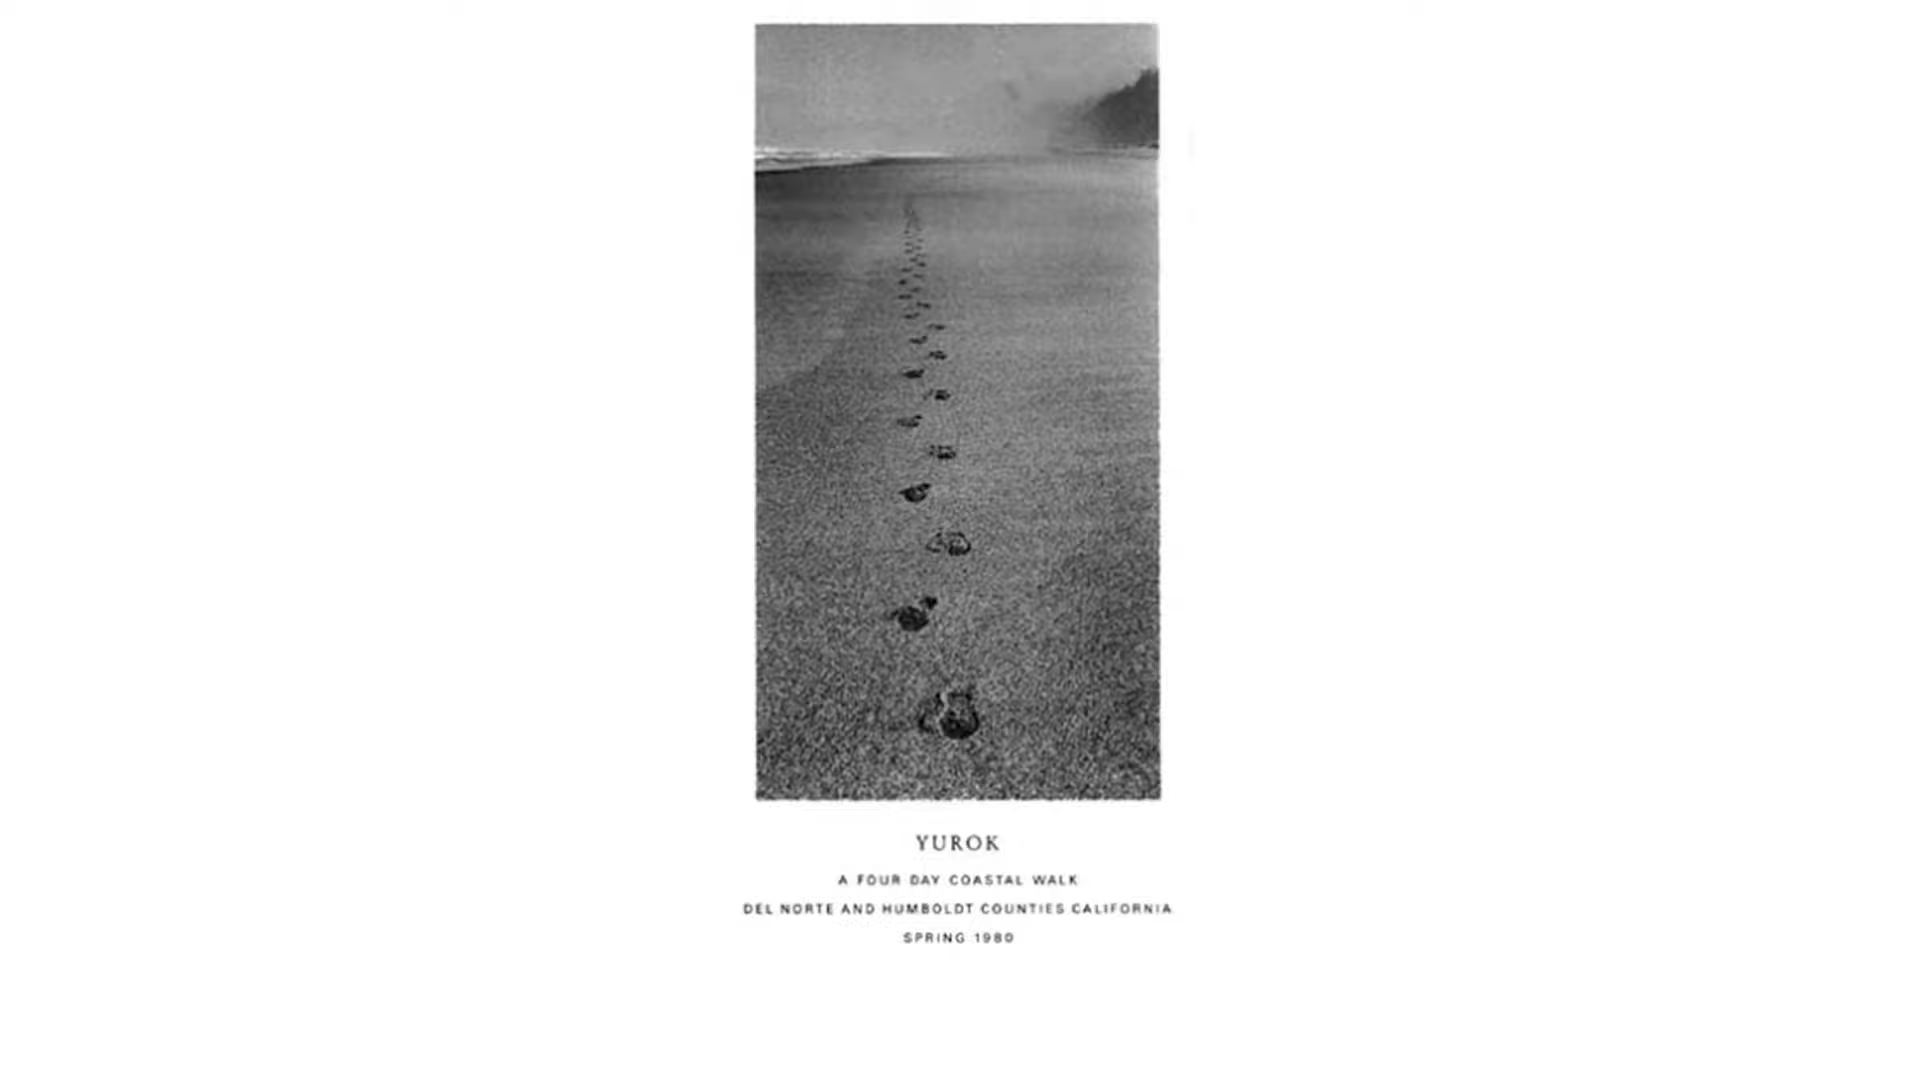 YUROK
A FOUR DAY COASTAL WALK
DEL NORTE AND HUMBOLDT COUNTIES CALIFORNIA
SPRING 1980